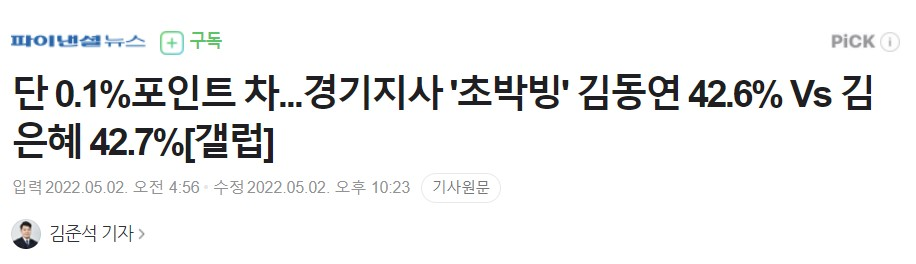 파이낸셜뉴스 구독 PiCK
단 0.1%포인트 차...경기지사 '초박빙' 김동연 42.6% Vs 김
은혜 42.7%[갤럽]
입력 2022.05.02. 오전 4:56 수정 2022.05.02. 오후 10:23 기사원문
김준석 기자